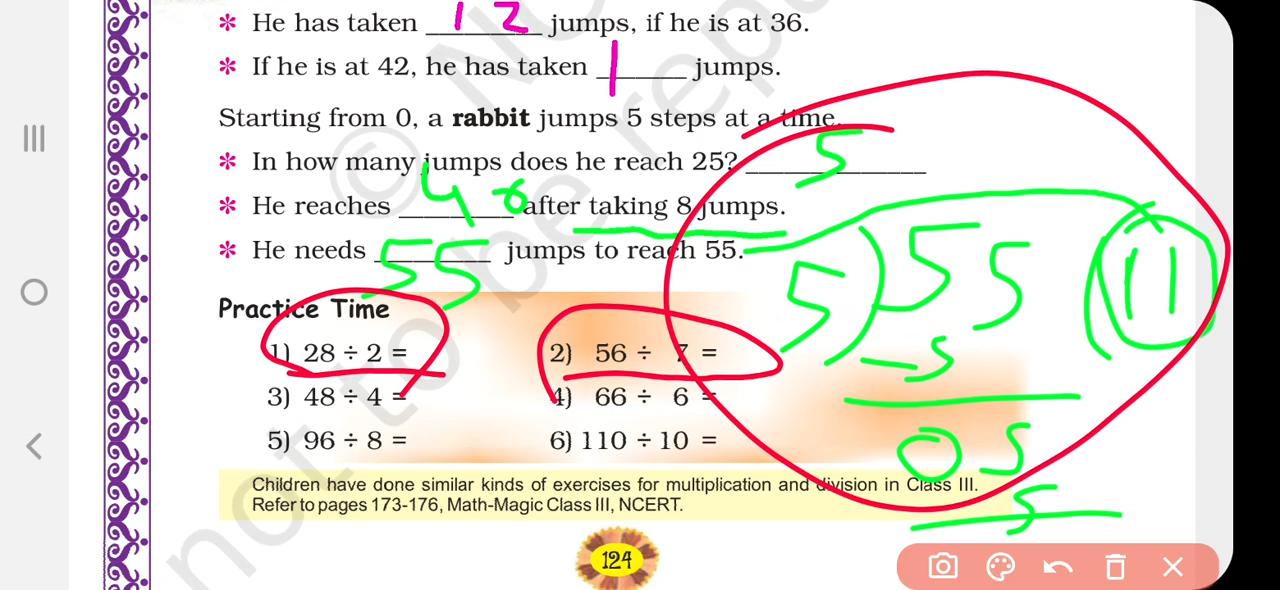 * He has taken 12 jumps, if he is at 36.
* If he is at 42, he has taken 1 jumps.
Starting from 0, a rabbit jumps 5 steps at a time.
* In how many jumps does he reach 25? 5
* He reaches 40 after taking 8 jumps.
* He needs 55 jumps to reach 55.
5) 55 (11
- 5
05
5
Practice Time
1) 28 ÷ 2 = 2) 56 ÷ 7 =
3) 48 ÷ 4 = 4) 66 ÷ 6 =
5) 96 ÷ 8 = 6) 110 ÷ 10 =
Children have done similar kinds of exercises for multiplication and division in Class III.
Refer to pages 173-176, Math-Magic Class III, NCERT.
124
not to be rep